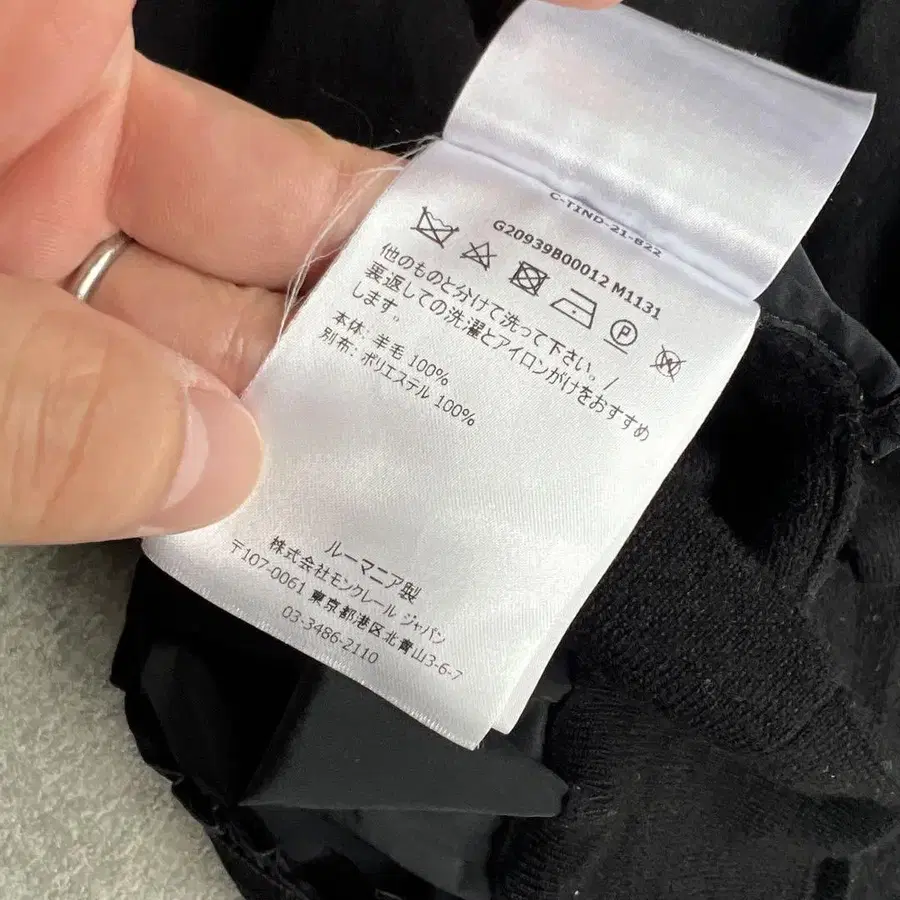 C-TIND-21-B22
G20939B00012 M1131
P
W
他のものと分けて洗って下さい。/
裏返しての洗濯とアイロンがけをおすすめ
します。
本体: 羊毛 100%
別布: ポリエステル 100%
ルーマニア製
株式会社モンクレール ジャパン
〒107-0061 東京都港区北青山3-6-7
03-3486-2110